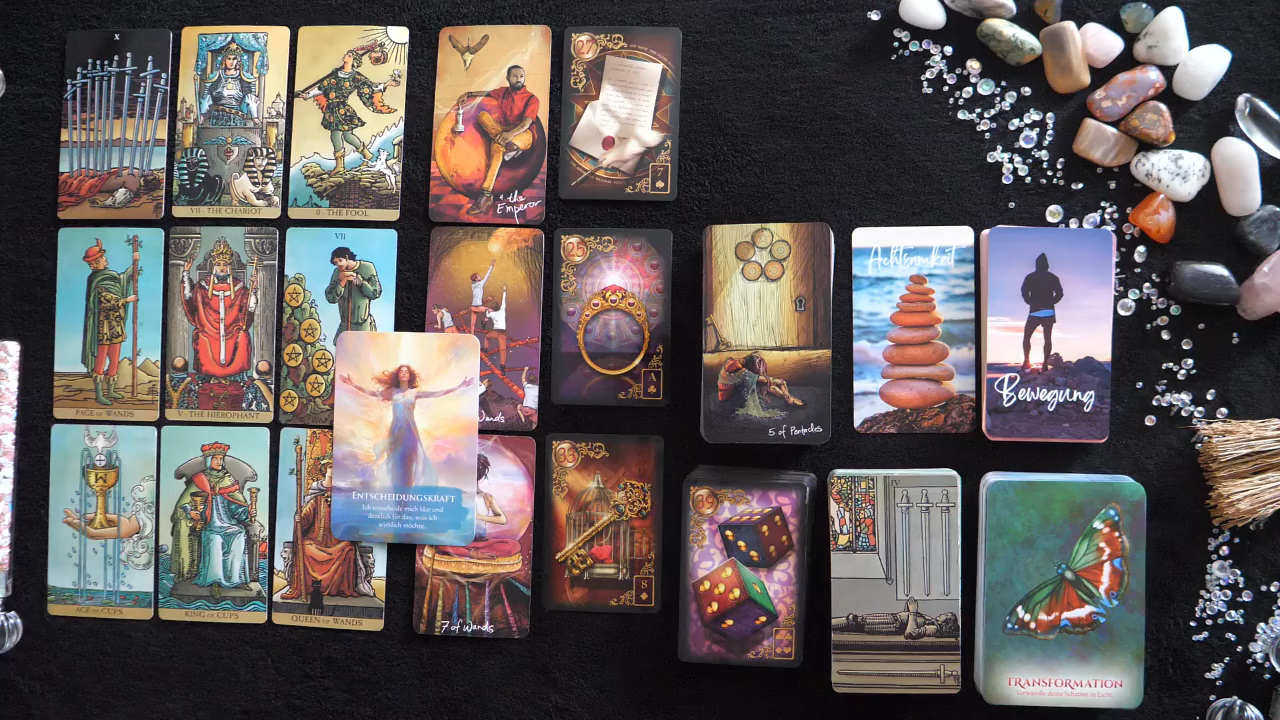 X
VII · THE CHARIOT
0 · THE FOOL
4 the
Emperor
27
7
PAGE OF WANDS
V · THE HIEROPHANT
VII
Wands
25
A
5 of Pentacles
Achtsamkeit
Bewegung
ACE OF CUPS
KING OF CUPS
QUEEN OF WANDS
ENTSCHEIDUNGSKRAFT
Ich entscheide mich klar und
deutlich für das, was ich
wirklich möchte.
7 of Wands
33
8
IV
TRANSFORMATION
Verwandle deine Schatten in Licht.